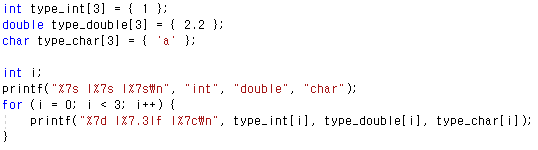 int type_int[3] = { 1 };
double type_double[3] = { 2.2 };
char type_char[3] = { 'a' };

int i;
printf("%7s |%7s |%7s₩n", "int", "double", "char");
for (i = 0; i < 3; i++) {
    printf("%7d |%7.3lf |%7c₩n", type_int[i], type_double[i], type_char[i]);
}